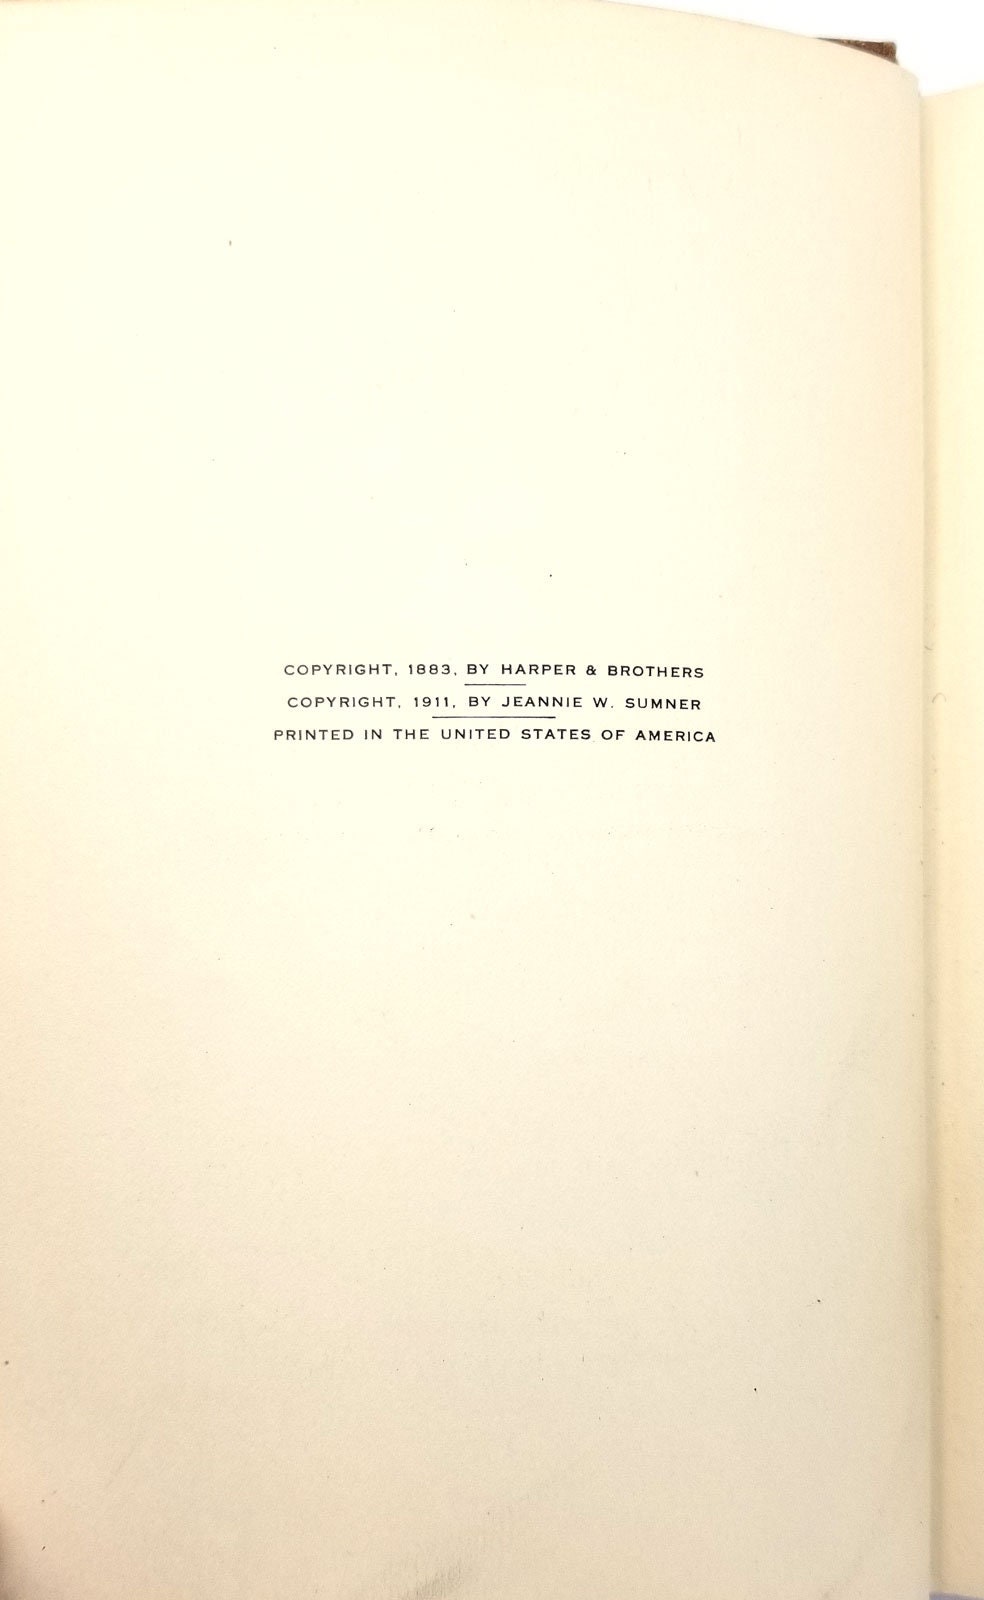 COPYRIGHT, 1883, BY HARPER & BROTHERS
COPYRIGHT, 1911, BY JEANNIE W. SUMNER
PRINTED IN THE UNITED STATES OF AMERICA